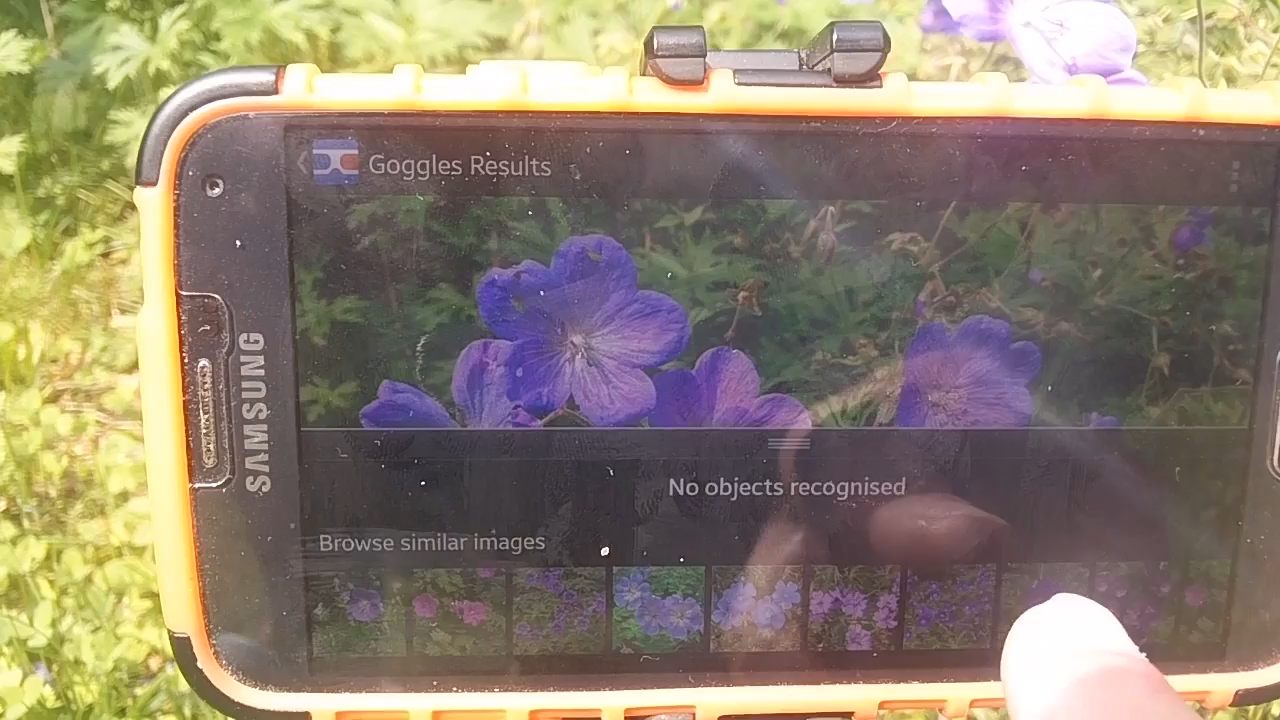 Goggles Results
SAMSUNG
No objects recognised
Browse similar images